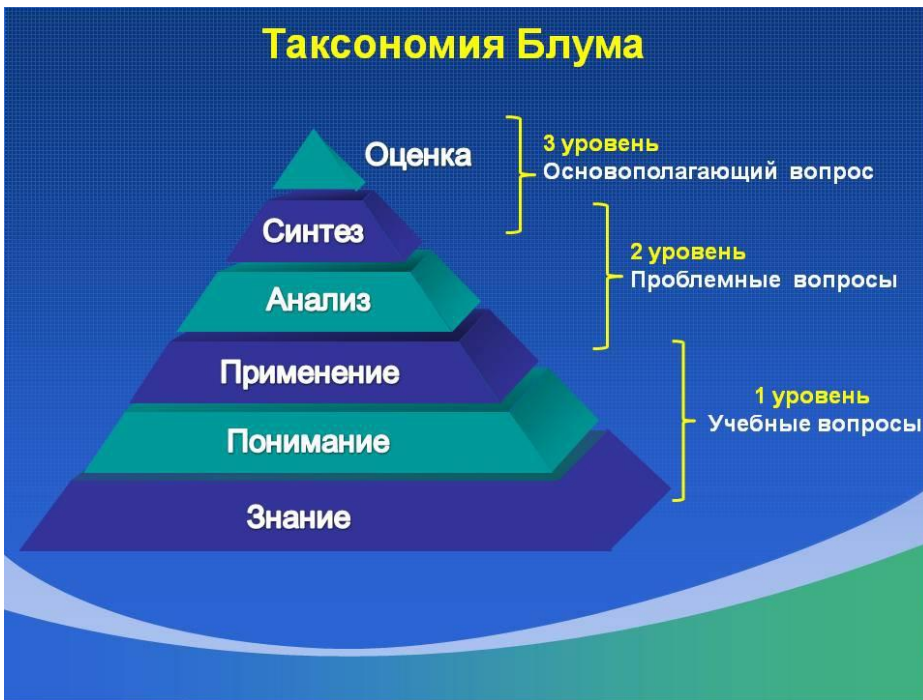 Таксономия Блума
Оценка
3 уровень
Основополагающий вопрос
Синтез
2 уровень
Проблемные вопросы
Анализ
Применение
1 уровень
Учебные вопросы
Понимание
Знание